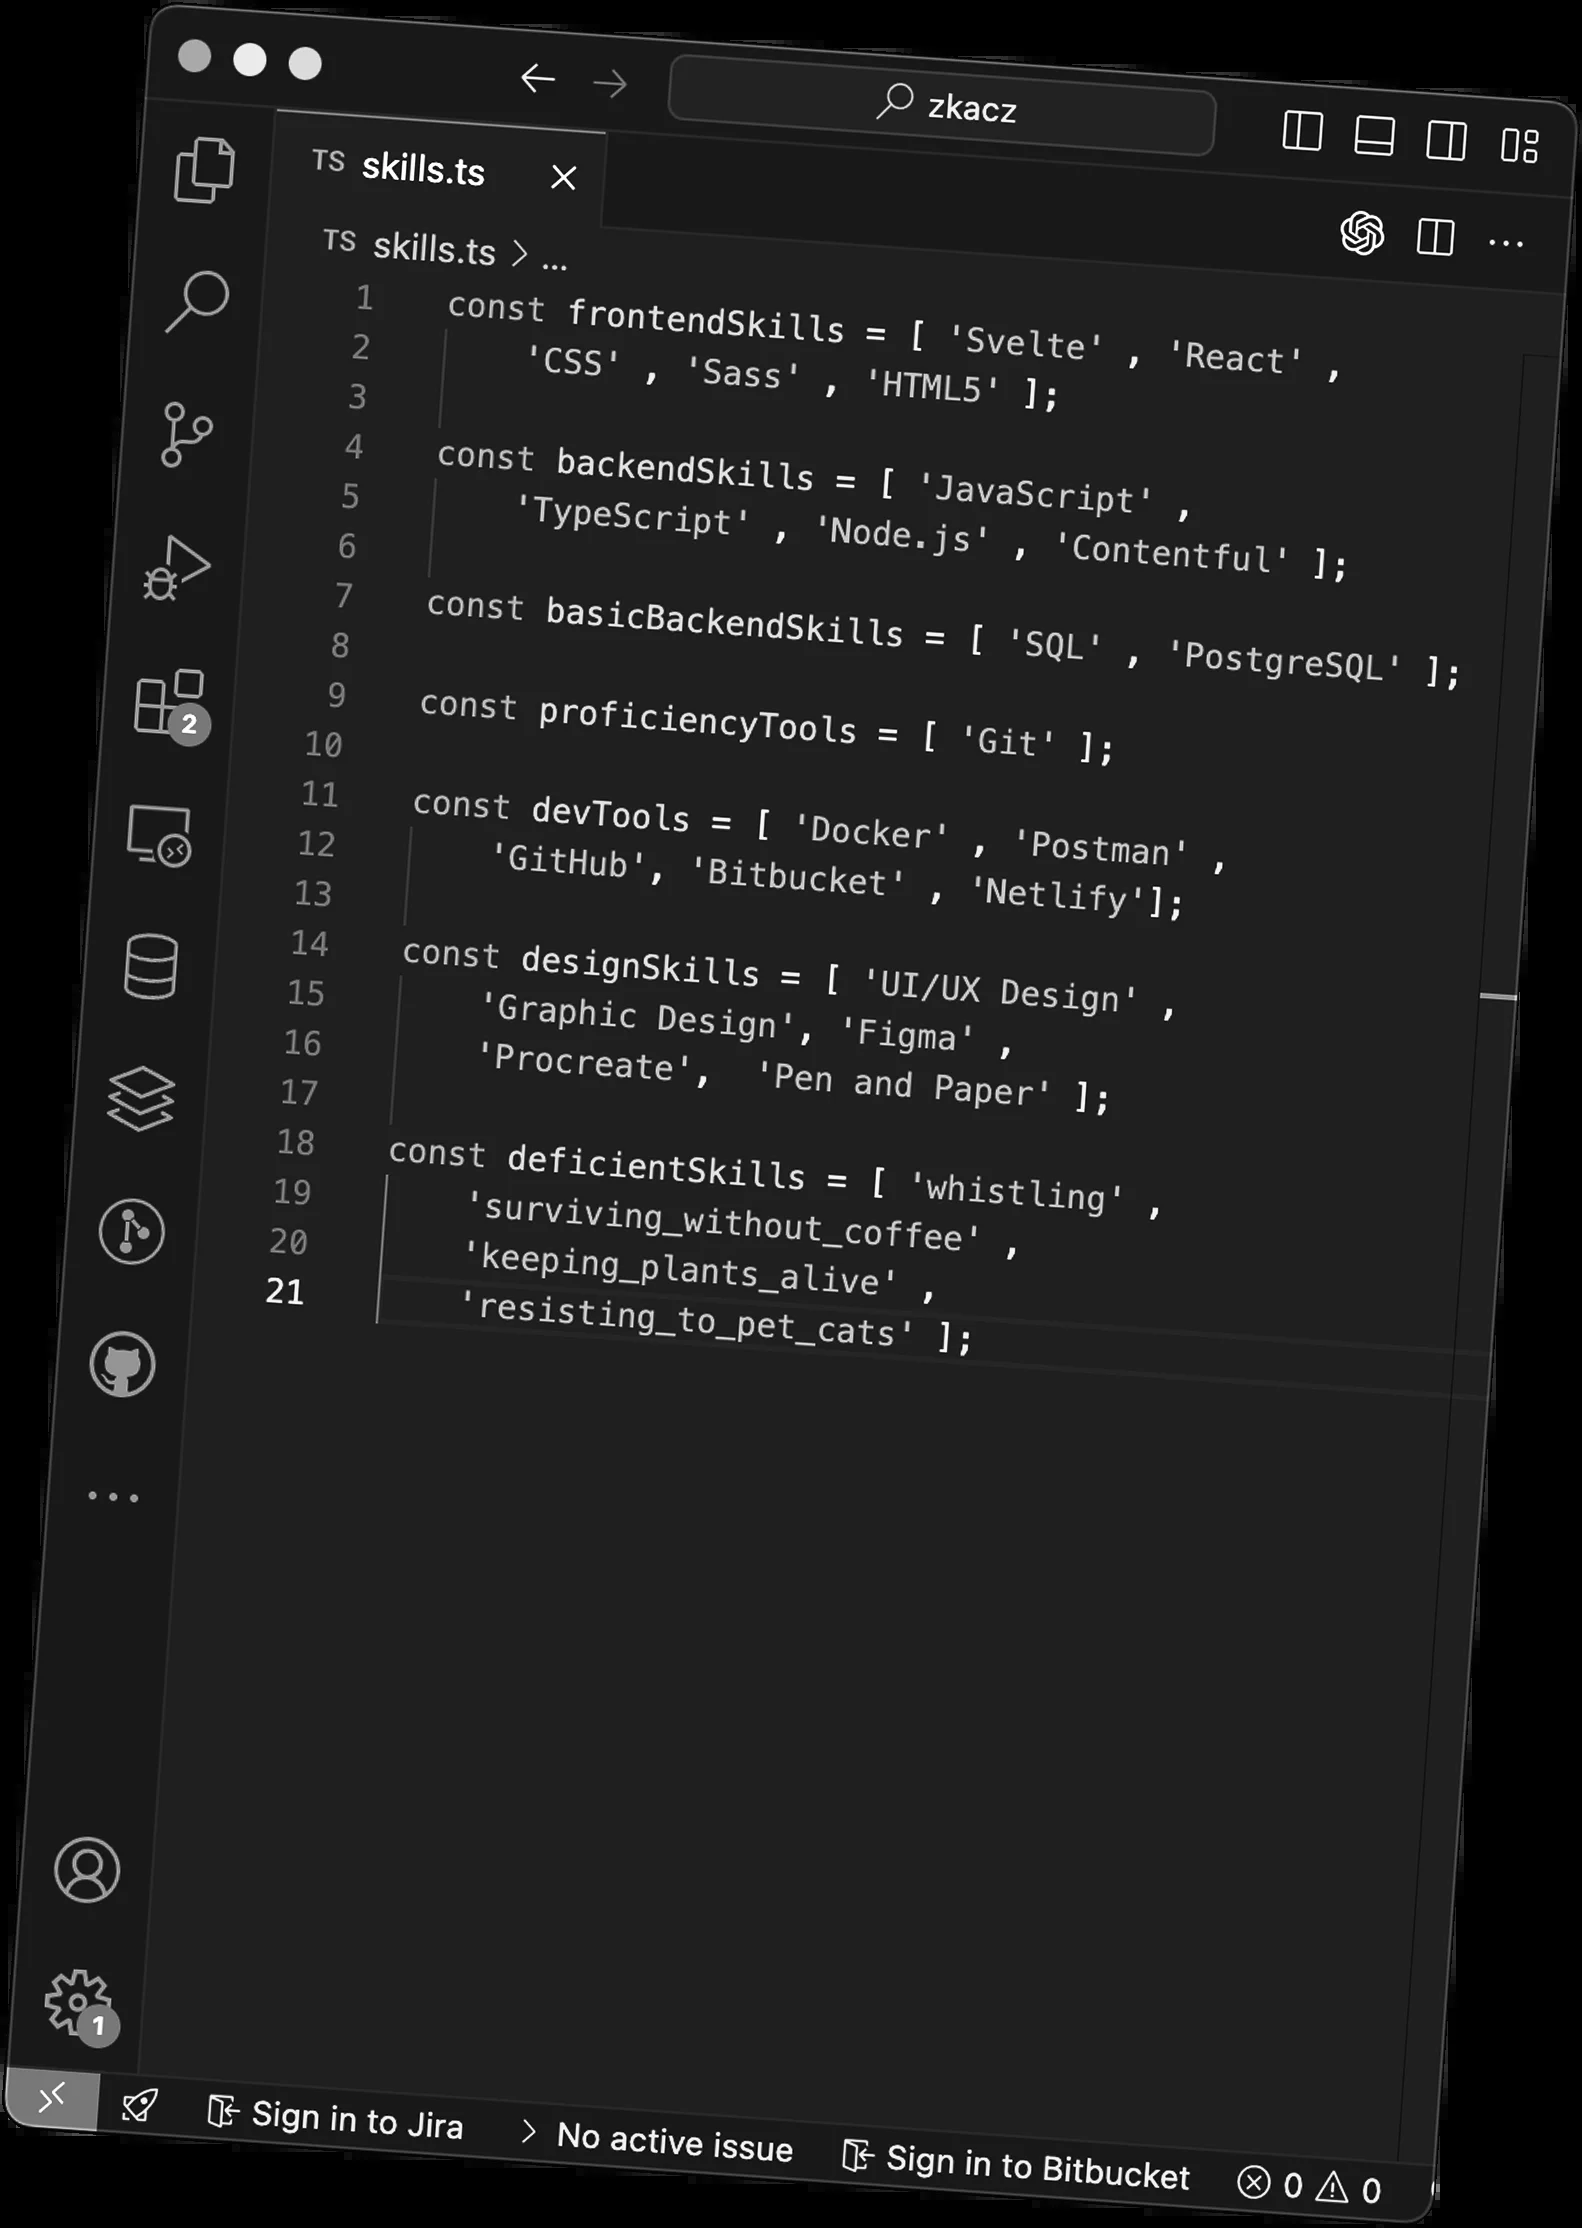 zkacz
TS skills.ts
TS skills.ts > ...
1 const frontendSkills = [ 'Svelte' , 'React' ,
2 'CSS' , 'Sass' , 'HTML5' ];
3
4 const backendSkills = [ 'JavaScript' ,
5 'TypeScript' , 'Node.js' , 'Contentful' ];
6
7 const basicBackendSkills = [ 'SQL' , 'PostgreSQL' ];
8
9 const proficiencyTools = [ 'Git' ];
10
11 const devTools = [ 'Docker' , 'Postman' ,
12 'GitHub', 'Bitbucket' , 'Netlify'];
13
14 const designSkills = [ 'UI/UX Design' ,
15 'Graphic Design', 'Figma' ,
16 'Procreate', 'Pen and Paper' ];
17
18 const deficientSkills = [ 'whistling' ,
19 'surviving_without_coffee' ,
20 'keeping_plants_alive' ,
21 'resisting_to_pet_cats' ];
2
1
Sign in to Jira > No active issue Sign in to Bitbucket 0 0